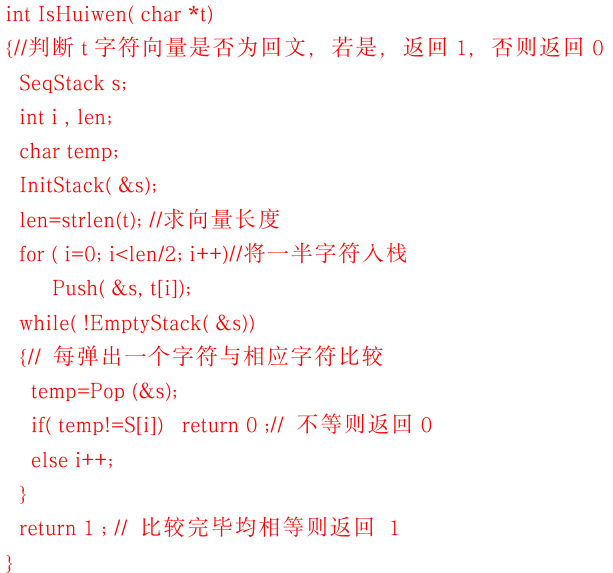 int IsHuiwen( char *t)
{//判断 t 字符向量是否为回文，若是，返回 1，否则返回 0
SeqStack s;
int i , len;
char temp;
InitStack( &s);
len=strlen(t); //求向量长度
for ( i=0; i<len/2; i++)//将一半字符入栈
Push( &s, t[i]);
while( !EmptyStack( &s))
{// 每弹出一个字符与相应字符比较
temp=Pop (&s);
if( temp!=S[i]) return 0 ;// 不等则返回 0
else i++;
}
return 1 ; // 比较完毕均相等则返回 1
}